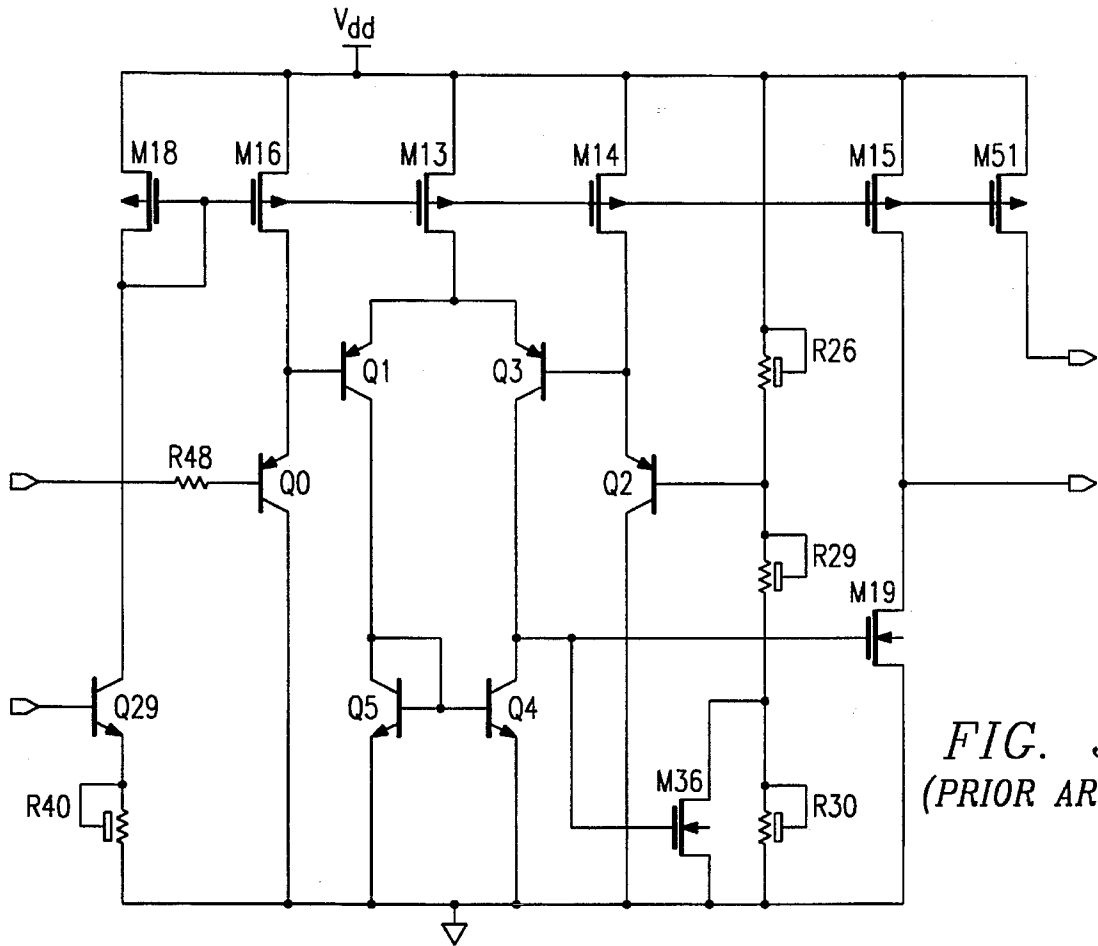 Vdd
M18 M16 M13 M14 M15 M51
R26
Q1 Q3
R48
Q0 Q2
R29
M19
Q29 Q5 Q4
FIG.
M36
(PRIOR AR
R40 R30